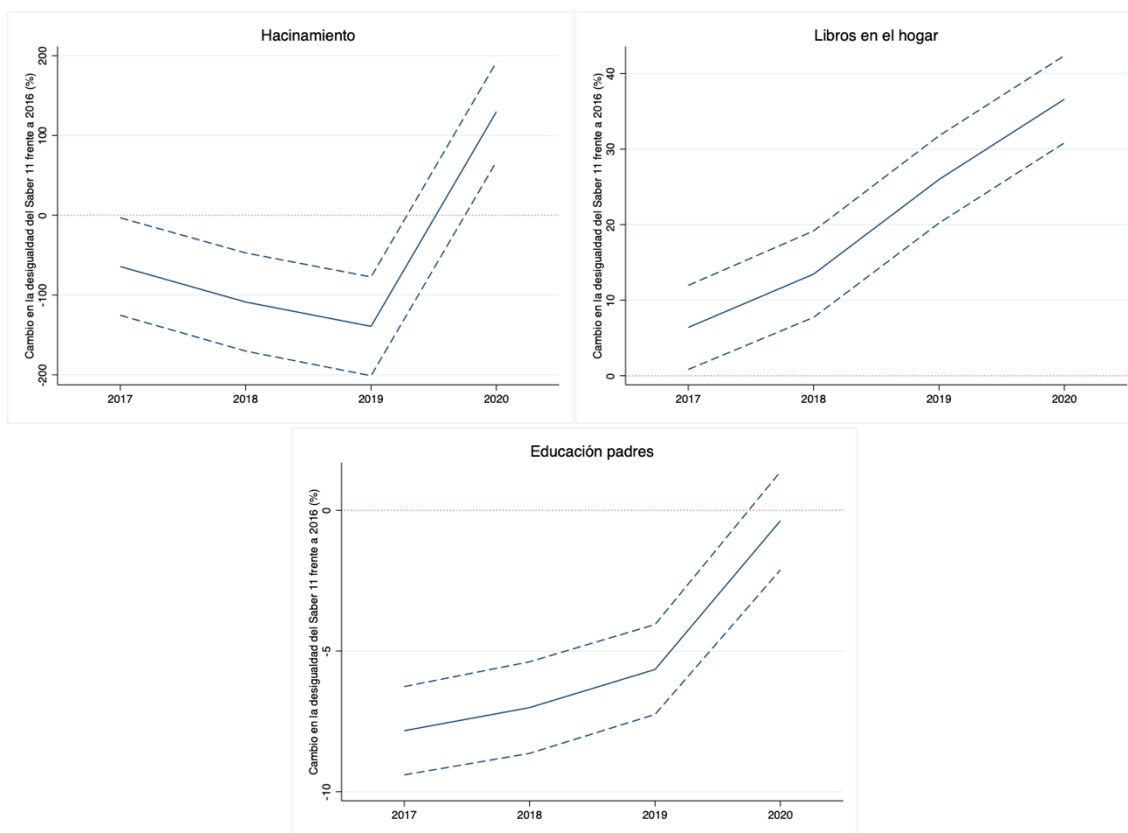 Hacinamiento
Cambio en la desigualdad del Saber 11 frente a 2016 (%)
200
100
0
-100
-200
2017 2018 2019 2020
Libros en el hogar
Cambio en la desigualdad del Saber 11 frente a 2016 (%)
40
30
20
10
0
2017 2018 2019 2020
Educación padres
Cambio en la desigualdad del Saber 11 frente a 2016 (%)
0
-5
-10
2017 2018 2019 2020